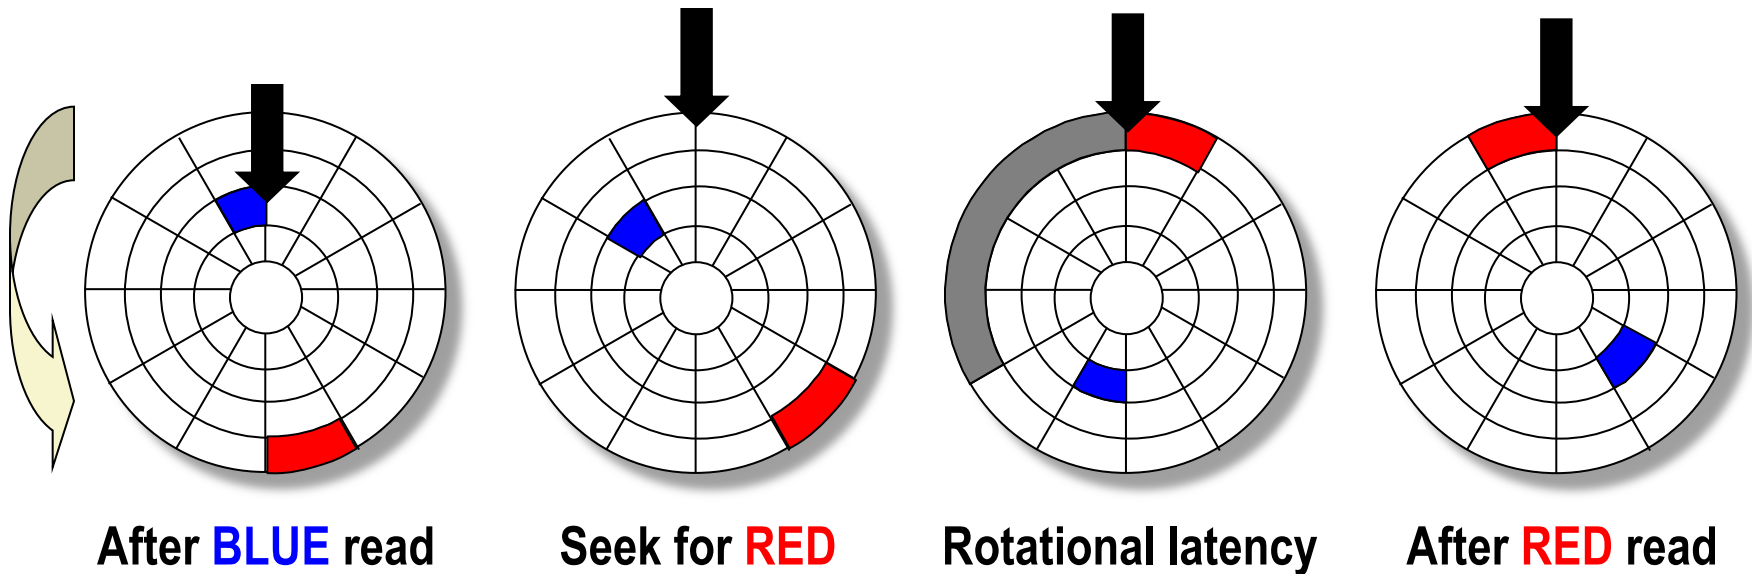 After BLUE read
Seek for RED
Rotational latency
After RED read